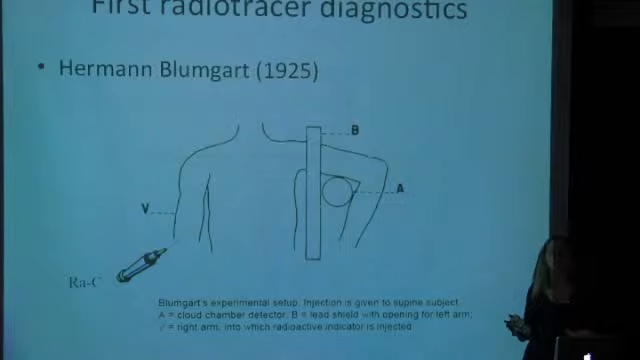 First radiotracer diagnostics
• Hermann Blumgart (1925)
B
A
V
Ra-C
Blumgart's experimental setup. Injection is given to supine subject
A = cloud chamber detector, B = lead shield with opening for left arm;
V = right arm, into which radioactive indicator is injected